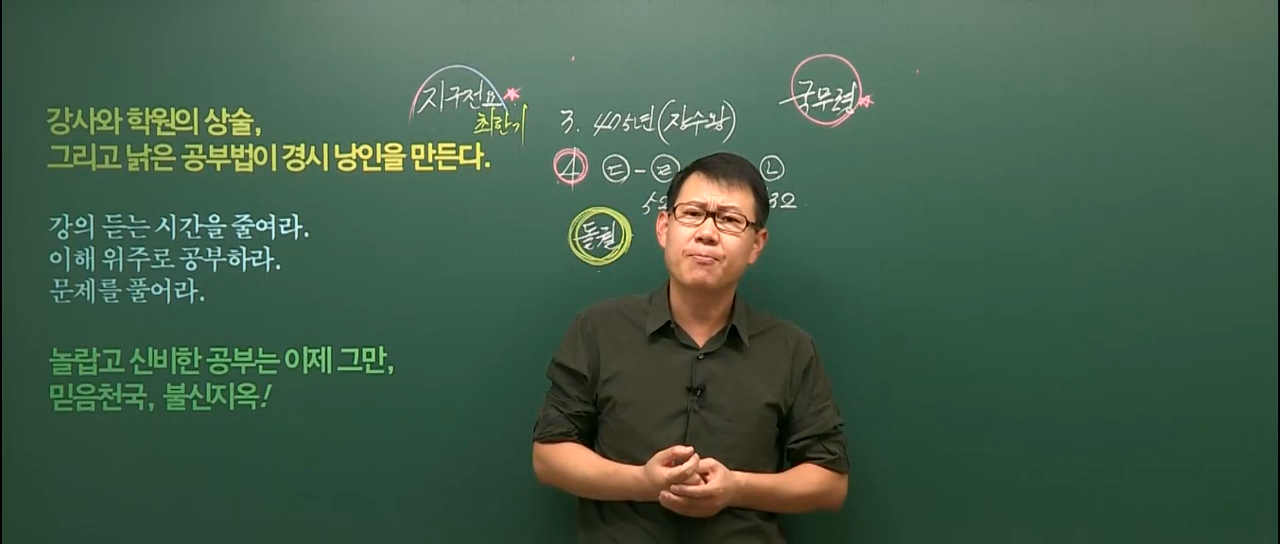 강사와 학원의 상술,
그리고 낡은 공부법이 경시 낭인을 만든다.
강의 듣는 시간을 줄여라.
이해 위주로 공부하라.
문제를 풀어라.
놀랍고 신비한 공부는 이제 그만,
믿음천국, 불신지옥!
지구전요
최한기
3. 475년(장수왕)
4 ㄷ-ㄹ ㄴ
52 32
돌궐
국무령